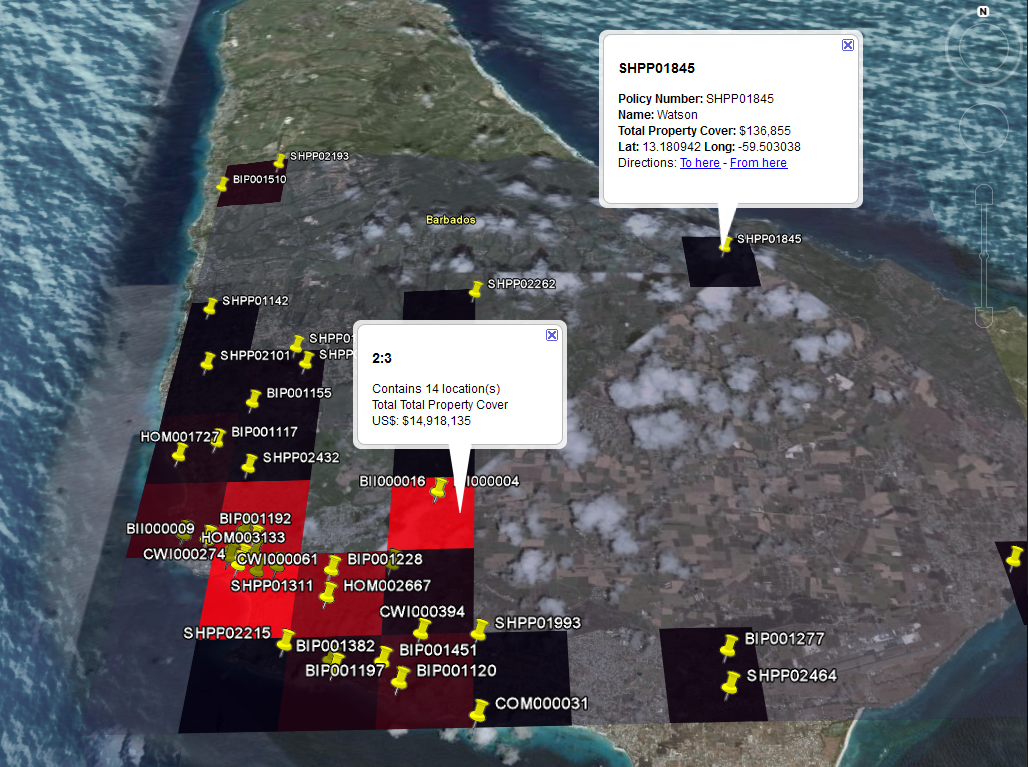 N
SHPP01845
Policy Number: SHPP01845
Name: Watson
Total Property Cover: $136,855
Lat: 13.180942 Long: -59.503038
Directions: To here - From here
SHPP02193
BIP001510
Barbados
SHPP01845
SHPP02262
SHPP01142
SHPP02101
BIP001155
2:3
Contains 14 location(s)
Total Total Property Cover
US$: $14,918,135
HOM001727
BIP001117
SHPP02432
BII000016
BIP001192
BII000009
HOM003133
CWI000274
CWI000061
BIP001228
SHPP01311
HOM002667
CWI000394
SHPP01993
SHPP02215
BIP001382
BIP001451
BIP001277
BIP001197
BIP001120
SHPP02464
COM000031